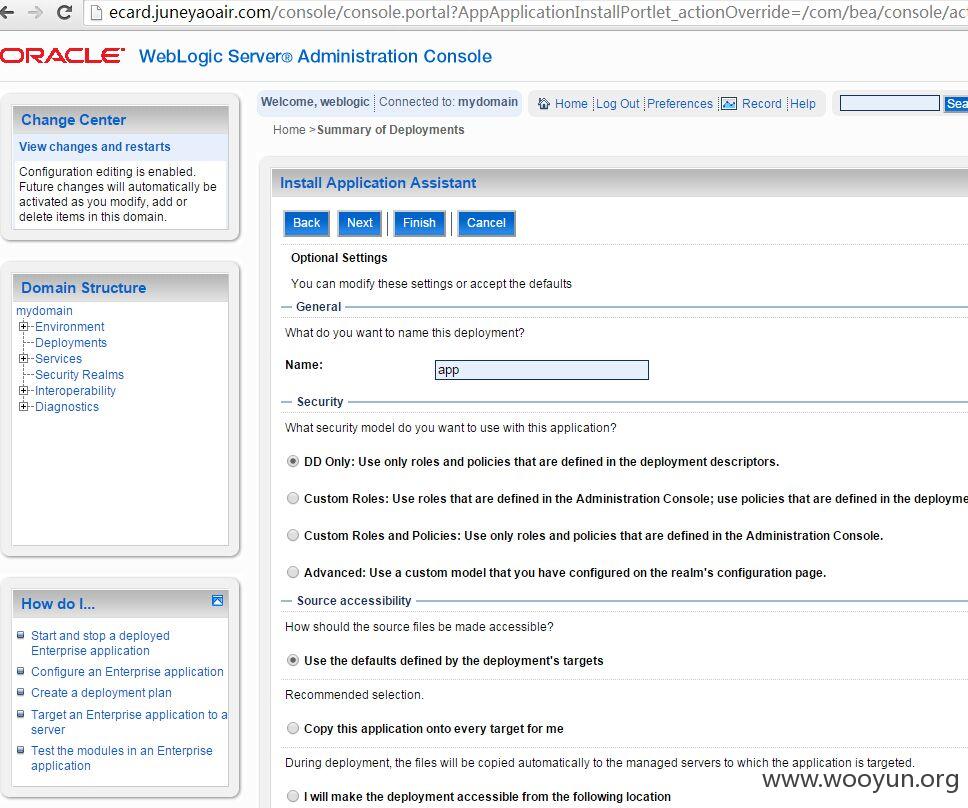 ecard.juneyaoair.com/console/console.portal?AppApplicationInstallPortlet_actionOverride=/com/bea/console/ac
ORACLE WebLogic Server® Administration Console
Change Center
View changes and restarts
Configuration editing is enabled.
Future changes will automatically be
activated as you modify, add or
delete items in this domain.
Domain Structure
mydomain
Environment
Deployments
Services
Security Realms
Interoperability
Diagnostics
How do I...
Start and stop a deployed
Enterprise application
Configure an Enterprise application
Create a deployment plan
Target an Enterprise application to a
server
Test the modules in an Enterprise
application
Welcome, weblogic Connected to: mydomain
Home Log Out Preferences Record Help
Sea
Home >Summary of Deployments
Install Application Assistant
Back Next Finish Cancel
Optional Settings
You can modify these settings or accept the defaults
General
What do you want to name this deployment?
Name: app
Security
What security model do you want to use with this application?
DD Only: Use only roles and policies that are defined in the deployment descriptors.
Custom Roles: Use roles that are defined in the Administration Console; use policies that are defined in the deployme
Custom Roles and Policies: Use only roles and policies that are defined in the Administration Console.
Advanced: Use a custom model that you have configured on the realm's configuration page.
Source accessibility
How should the source files be made accessible?
Use the defaults defined by the deployment's targets
Recommended selection.
Copy this application onto every target for me
During deployment, the files will be copied automatically to the managed servers to which the application is targeted.
I will make the deployment accessible from the following location
www.wooyun.org